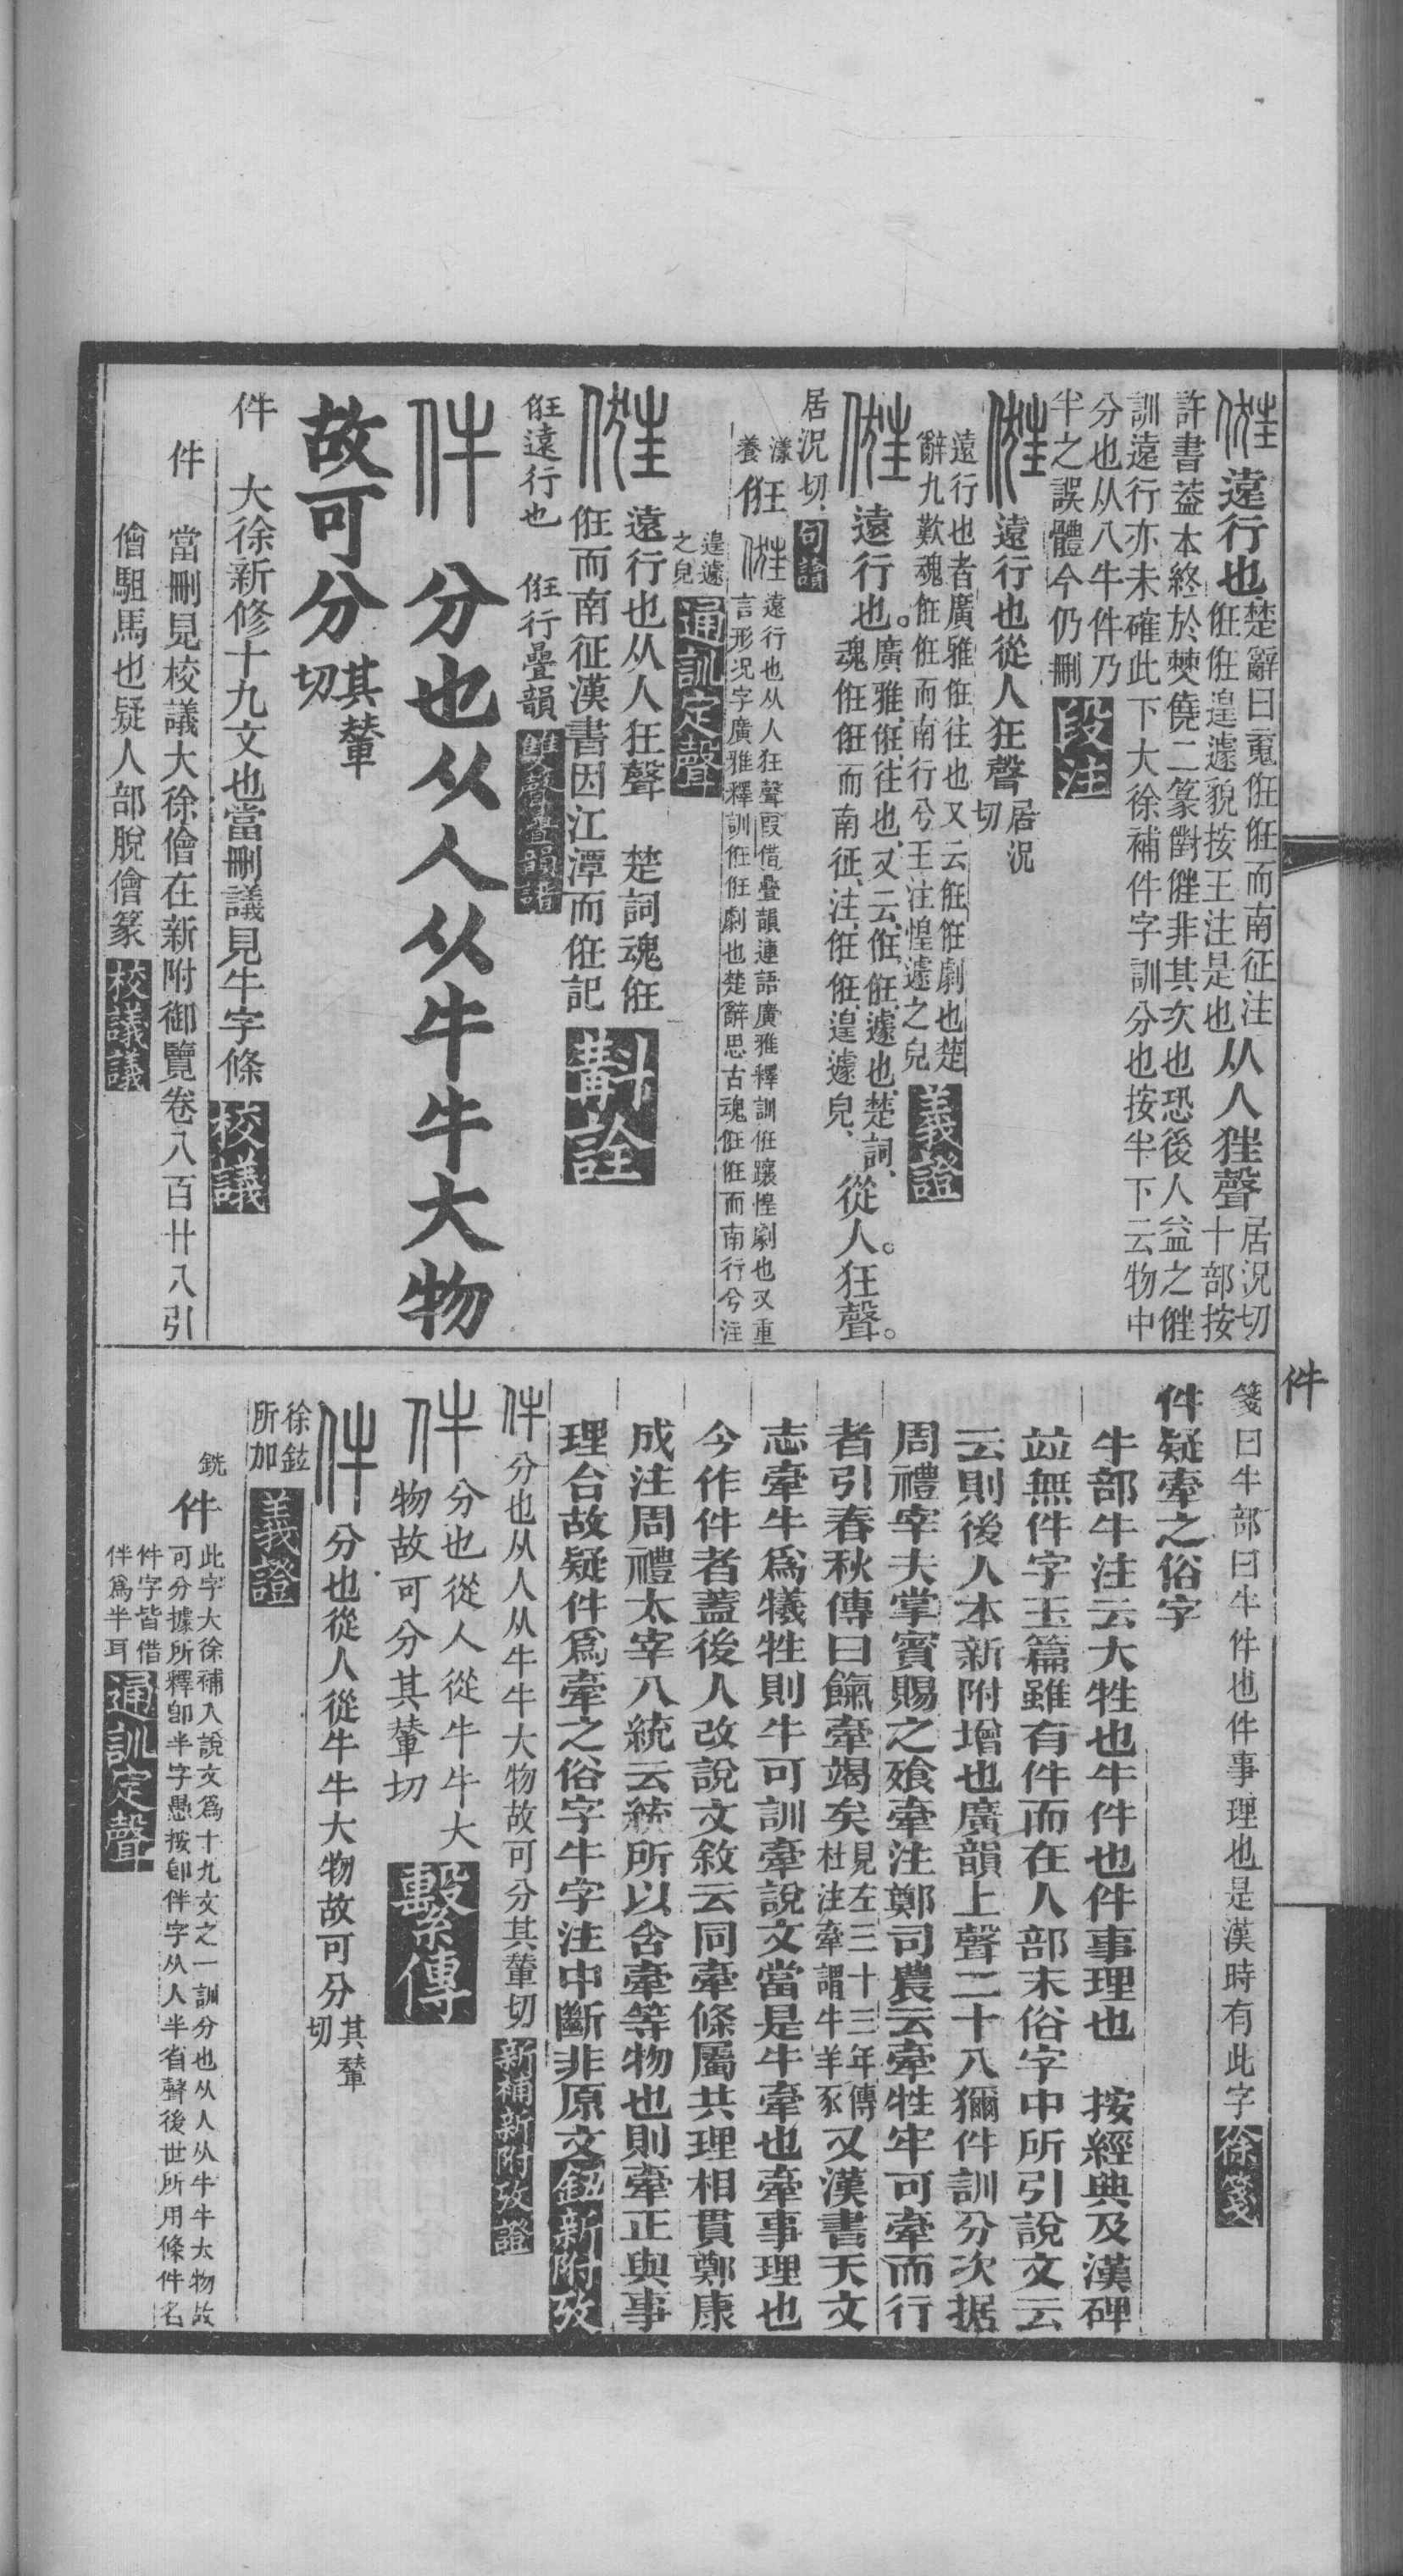 𠊰遠行也楚辭曰䰟俇俇而南征注
俇俇遑遽貌按王注是也从人狂聲居況切十部按
許書葢本終於僰僥二篆對𠊰非其次也恐後人益之𠊰
訓遠行亦未確此下大徐補件字訓分也按半下云物中
分也从八牛件乃
半之誤體今仍刪段注
遠行也從人狂聲居況切
遠行也者廣雅俇往也又云俇俇劇也楚
辭九歎魂俇俇而南行兮王注惶遽之皃義證
遠行也。廣雅、俇、往也、又云、俇、俇、遽也、楚詞、
魂俇俇而南征、注、俇俇、遑遽皃、從人。狂聲。
居況切、句讀
漾養俇遠行也从人狂聲叚借疊韻連語廣雅釋訓俇躟惶劇也又重
言形況字廣雅釋訓俇俇劇也楚辭思古魂俇俇而南行兮注
遑遽之皃通訓定聲
遠行也从人狂聲 楚詞魂俇
俇而南征漢書因江潭而俇記斠詮
俇遠行也 俇行疊韻雙聲疊韻譜
件分也从人从牛牛大物
故可分其輦切
件 大徐新修十九文也當刪議見牛字條校議
件 當刪見校議大徐儈在新附御覽卷八百廿八引
儈駔馬也疑人部脫儈篆校議議
件
箋曰牛部曰牛件也件事理也是漢時有此字徐箋
件疑牽之俗字
牛部牛注云大牲也牛件也件事理也 按經典及漢碑
竝無件字玉篇雖有件而在人部末俗字中所引說文云
云則後人本新附增也廣韻上聲二十八獮件訓分次据
周禮宰夫掌賓賜之飧牽注鄭司農云牽牲牢可牽而行
者引春秋傳曰餼牽竭矣見左三十三年傳杜注牽謂牛羊豕又漢書天文
志牽牛爲犧牲則牛可訓牽說文當是牛牽也牽事理也
今作件者蓋後人改說文敘云同牽條屬共理相貫鄭康
成注周禮太宰八統云統所以合牽等物也則牽正與事
理合故疑件爲牽之俗字牛字注中斷非原文鈕新附攷
件分也从人从牛牛大物故可分其輦切新補新附攷證
件分也從人從牛牛大
物故可分其輦切繫傳
件分也從人從牛牛大物故可分其輦切
徐鉉所加義證
銑件此字大徐補入說文爲十九文之一訓分也从人从牛牛大物故
可分據所釋卽半字愚按卽伴字从人半省聲後世所用條件名
件字皆借
伴爲半耳通訓定聲